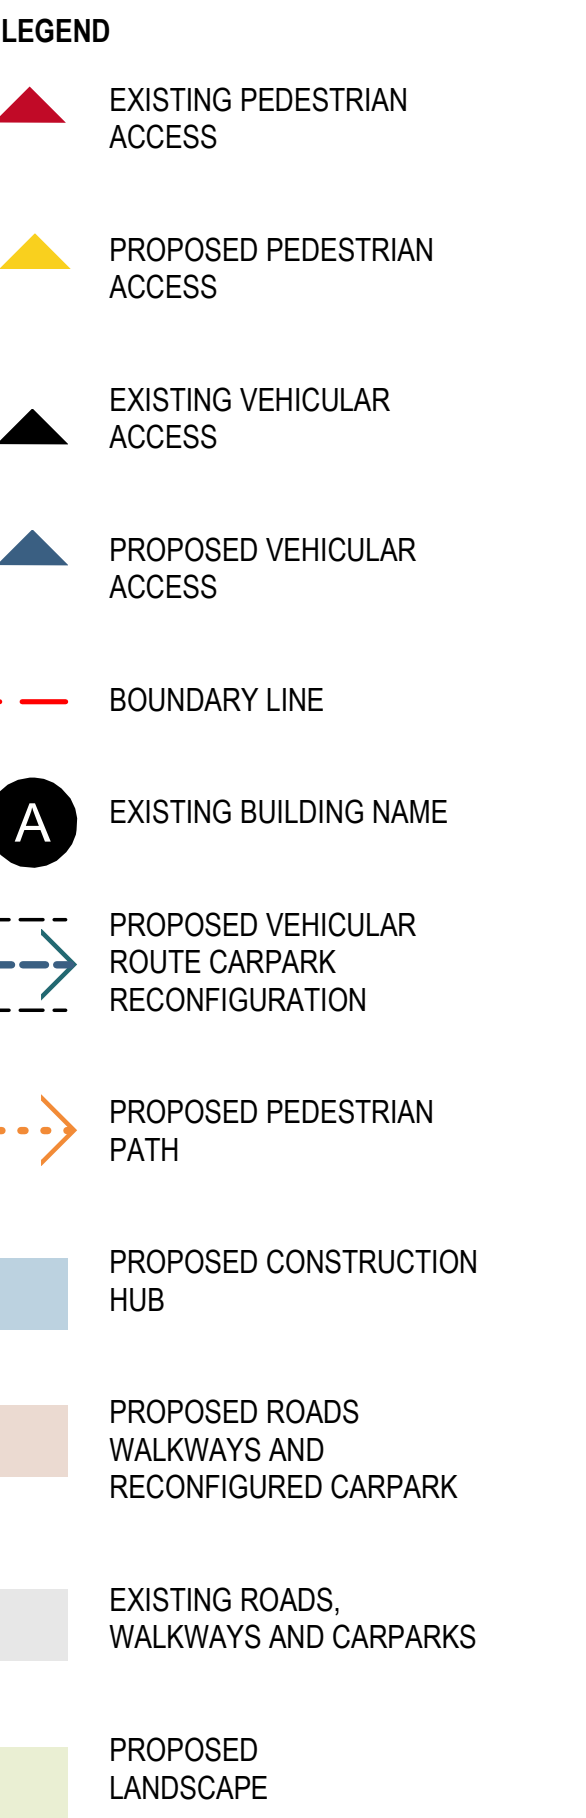 LEGEND
EXISTING PEDESTRIAN
ACCESS
PROPOSED PEDESTRIAN
ACCESS
EXISTING VEHICULAR
ACCESS
PROPOSED VEHICULAR
ACCESS
BOUNDARY LINE
A
EXISTING BUILDING NAME
PROPOSED VEHICULAR
ROUTE CARPARK
RECONFIGURATION
PROPOSED PEDESTRIAN
PATH
PROPOSED CONSTRUCTION
HUB
PROPOSED ROADS
WALKWAYS AND
RECONFIGURED CARPARK
EXISTING ROADS,
WALKWAYS AND CARPARKS
PROPOSED
LANDSCAPE